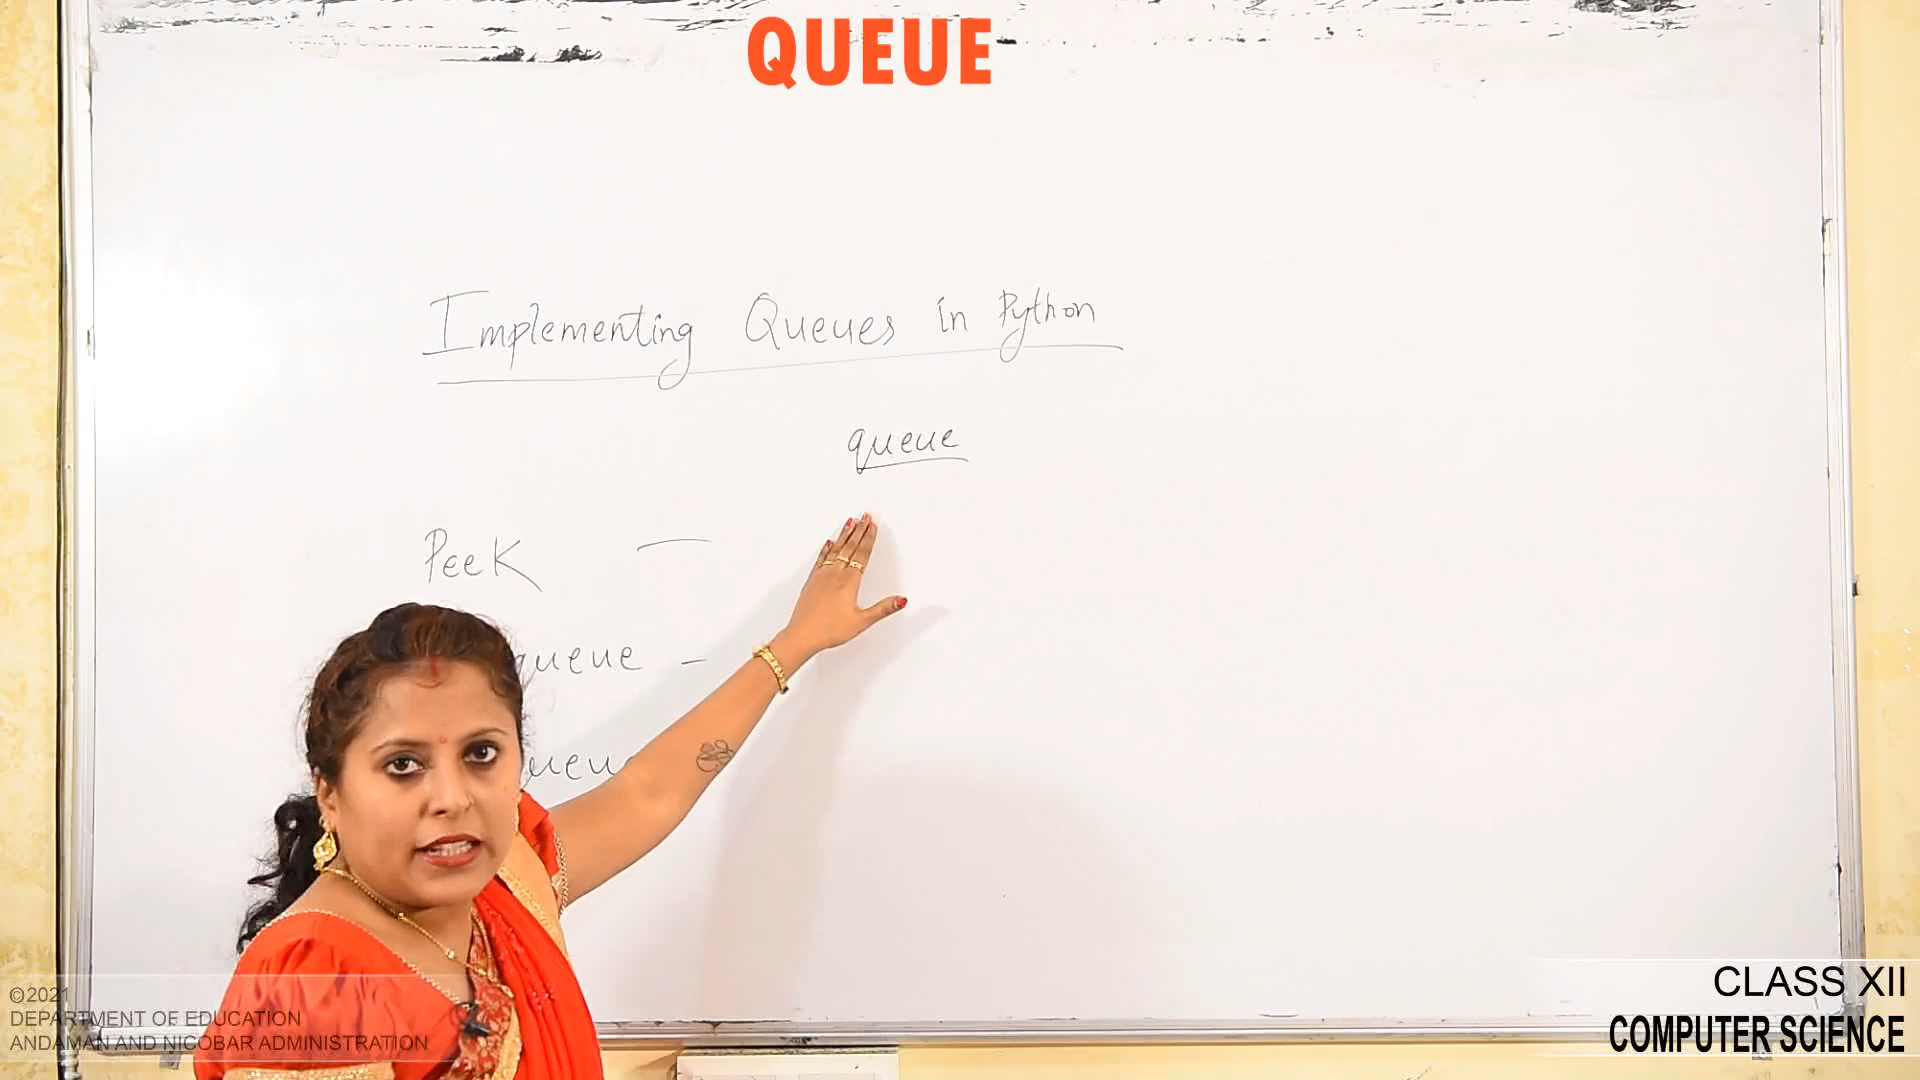 QUEUE
Implementing Queues in Python
queue
Peek —
queue –
©2021
DEPARTMENT OF EDUCATION
ANDAMAN AND NICOBAR ADMINISTRATION
CLASS XII
COMPUTER SCIENCE